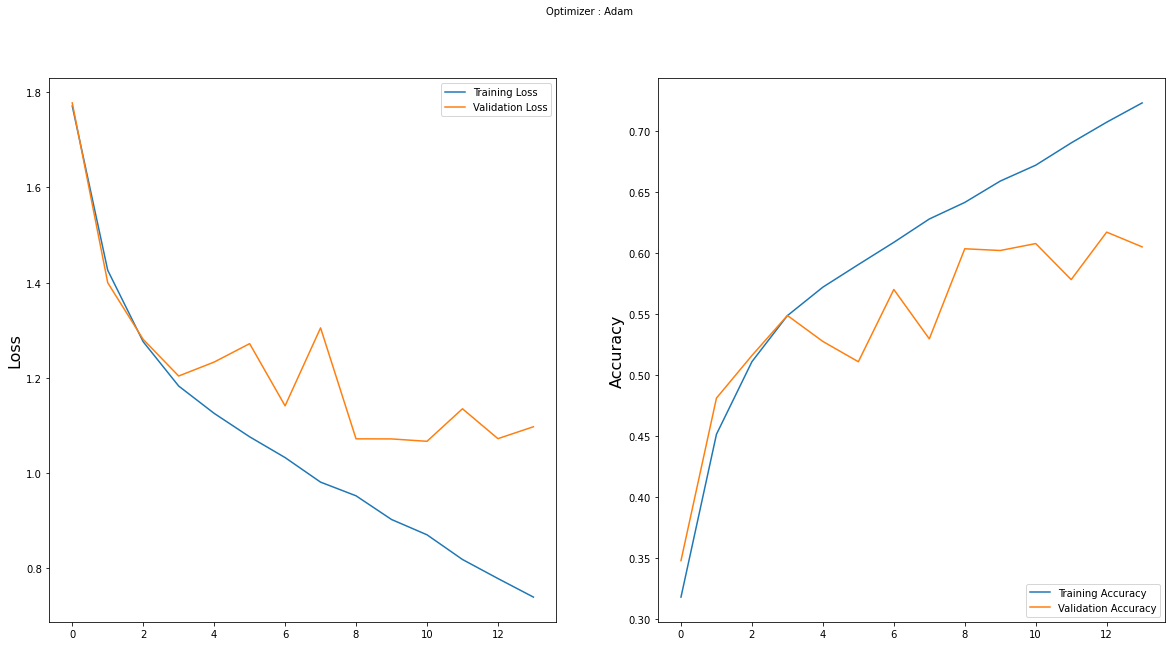 Optimizer : Adam
Loss
1.8
1.6
1.4
1.2
1.0
0.8
0 2 4 6 8 10 12
Training Loss
Validation Loss
Accuracy
0.70
0.65
0.60
0.55
0.50
0.45
0.40
0.35
0.30
0 2 4 6 8 10 12
Training Accuracy
Validation Accuracy